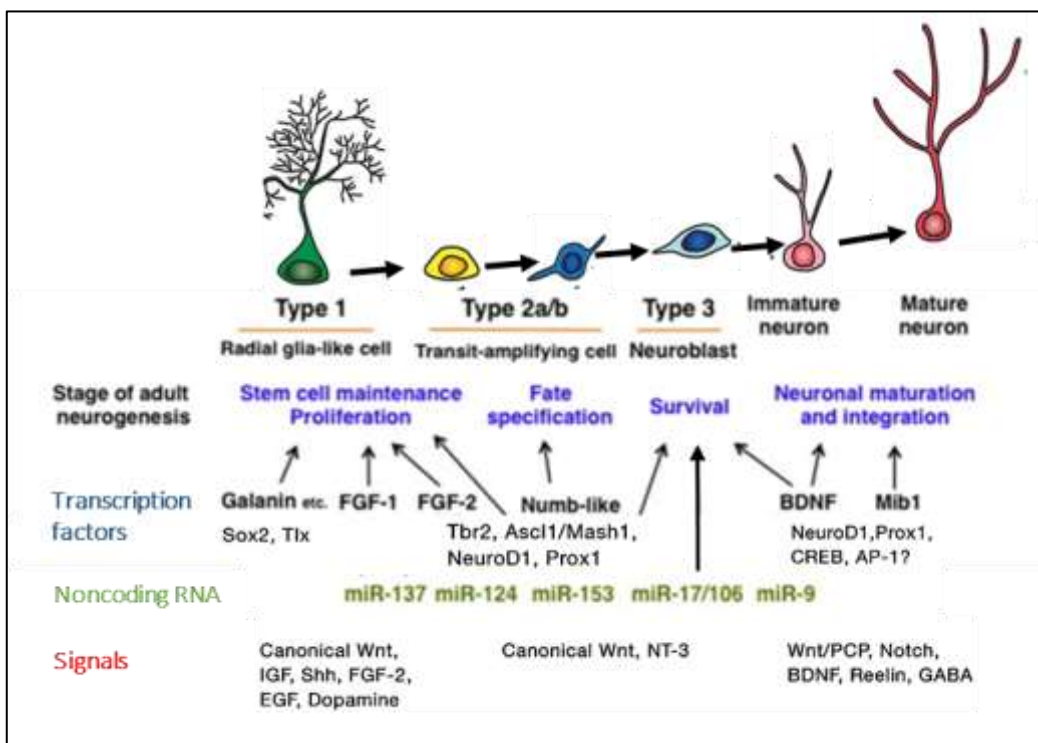 Type 1
Type 2a/b
Type 3
Immature
neuron
Mature
neuron
Radial glia-like cell
Transit-amplifying cell
Neuroblast
Stage of adult
neurogenesis
Stem cell maintenance
Proliferation
Fate
specification
Survival
Neuronal maturation
and integration
Transcription
factors
Galanin etc.
FGF-1
FGF-2
Numb-like
BDNF
Mib1
Sox2, Tlx
Tbr2, Ascl1/Mash1,
NeuroD1, Prox1
NeuroD1,Prox1,
CREB, AP-1?
Noncoding RNA
miR-137 miR-124 miR-153 miR-17/106 miR-9
Signals
Canonical Wnt,
IGF, Shh, FGF-2,
EGF, Dopamine
Canonical Wnt, NT-3
Wnt/PCP, Notch,
BDNF, Reelin, GABA